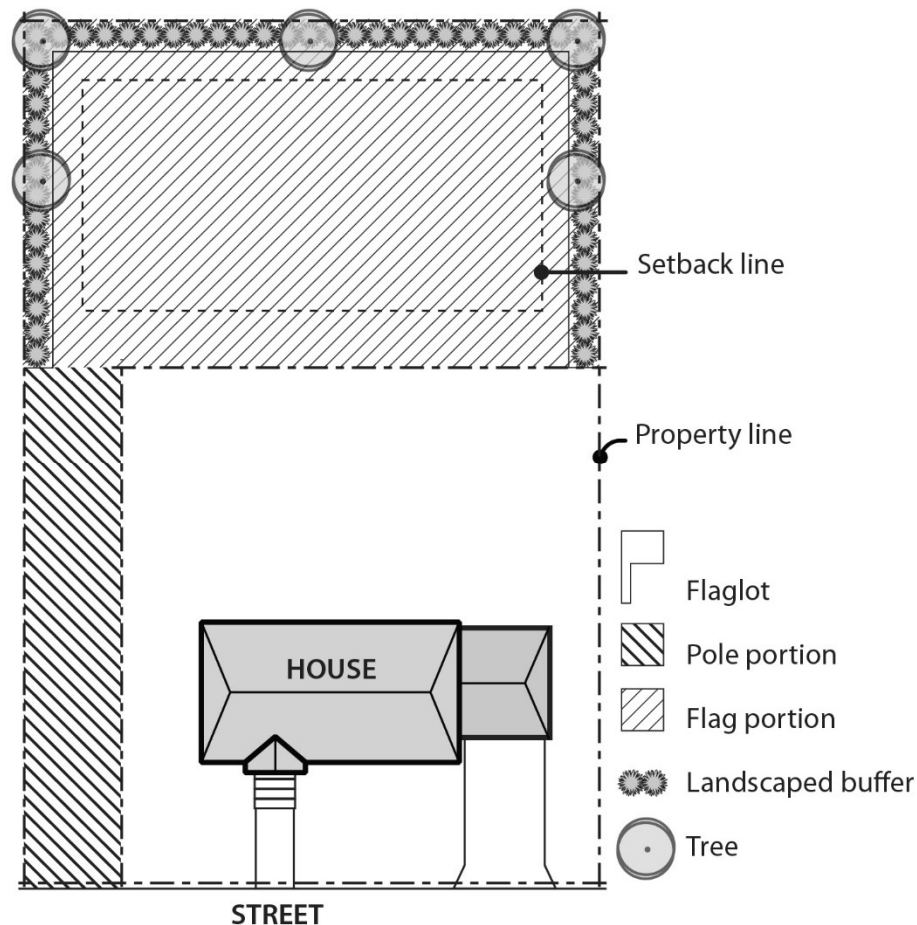 Setback line
Property line
Flaglot
HOUSE
Pole portion
Flag portion
Landscaped buffer
Tree
STREET